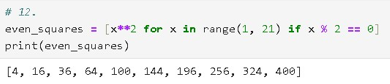 # 12.
even_squares = [x**2 for x in range(1, 21) if x % 2 == 0]
print(even_squares)
[4, 16, 36, 64, 100, 144, 196, 256, 324, 400]